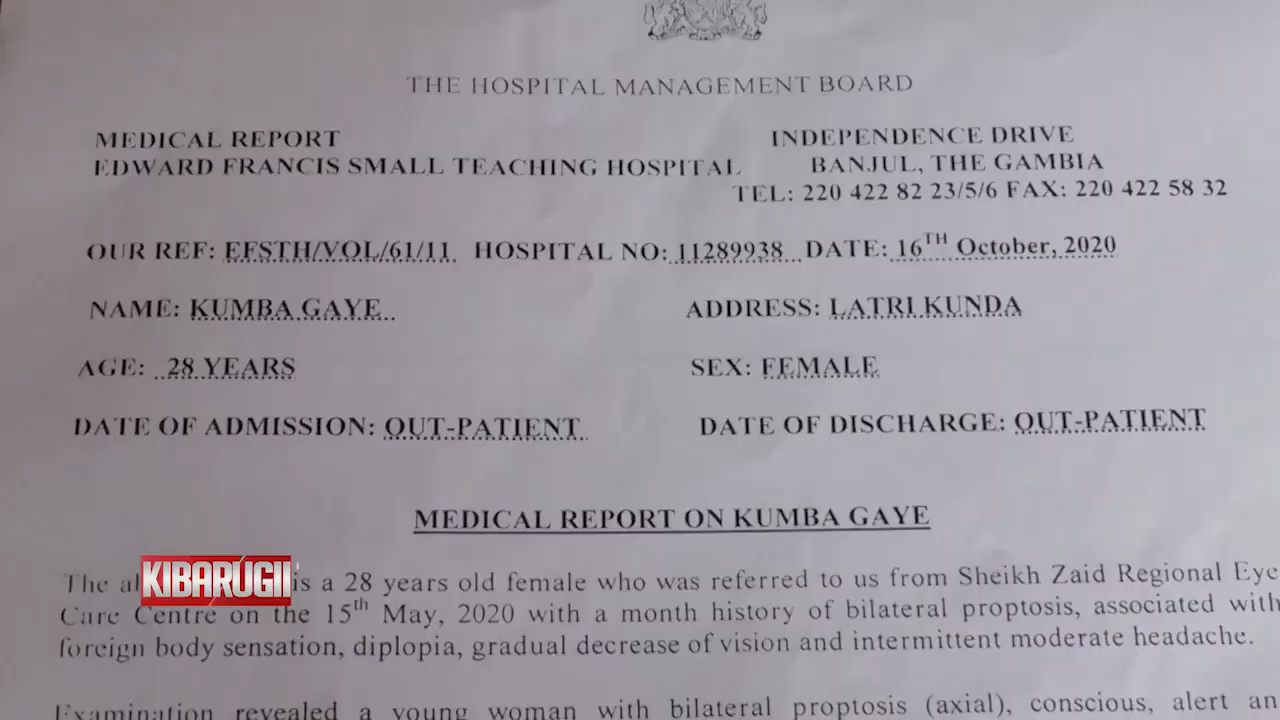 THE HOSPITAL MANAGEMENT BOARD
MEDICAL REPORT
INDEPENDENCE DRIVE
EDWARD FRANCIS SMALL TEACHING HOSPITAL
BANJUL, THE GAMBIA
TEL: 220 422 82 23/5/6 FAX: 220 422 58 32
OUR REF: EFSTH/VOL/61/11 HOSPITAL NO: 11289938 DATE: 16TH October, 2020
NAME: KUMBA GAYE
ADDRESS: LATRI KUNDA
AGE: 28 YEARS
SEX: FEMALE
DATE OF ADMISSION: OUT-PATIENT
DATE OF DISCHARGE: OUT-PATIENT
MEDICAL REPORT ON KUMBA GAYE
The is a 28 years old female who was referred to us from Sheikh Zaid Regional Eye
KIBARUGII
Care Centre on the 15th May, 2020 with a month history of bilateral proptosis, associated with
foreign body sensation, diplopia, gradual decrease of vision and intermittent moderate headache.
Examination revealed a young woman with bilateral proptosis (axial), conscious, alert an